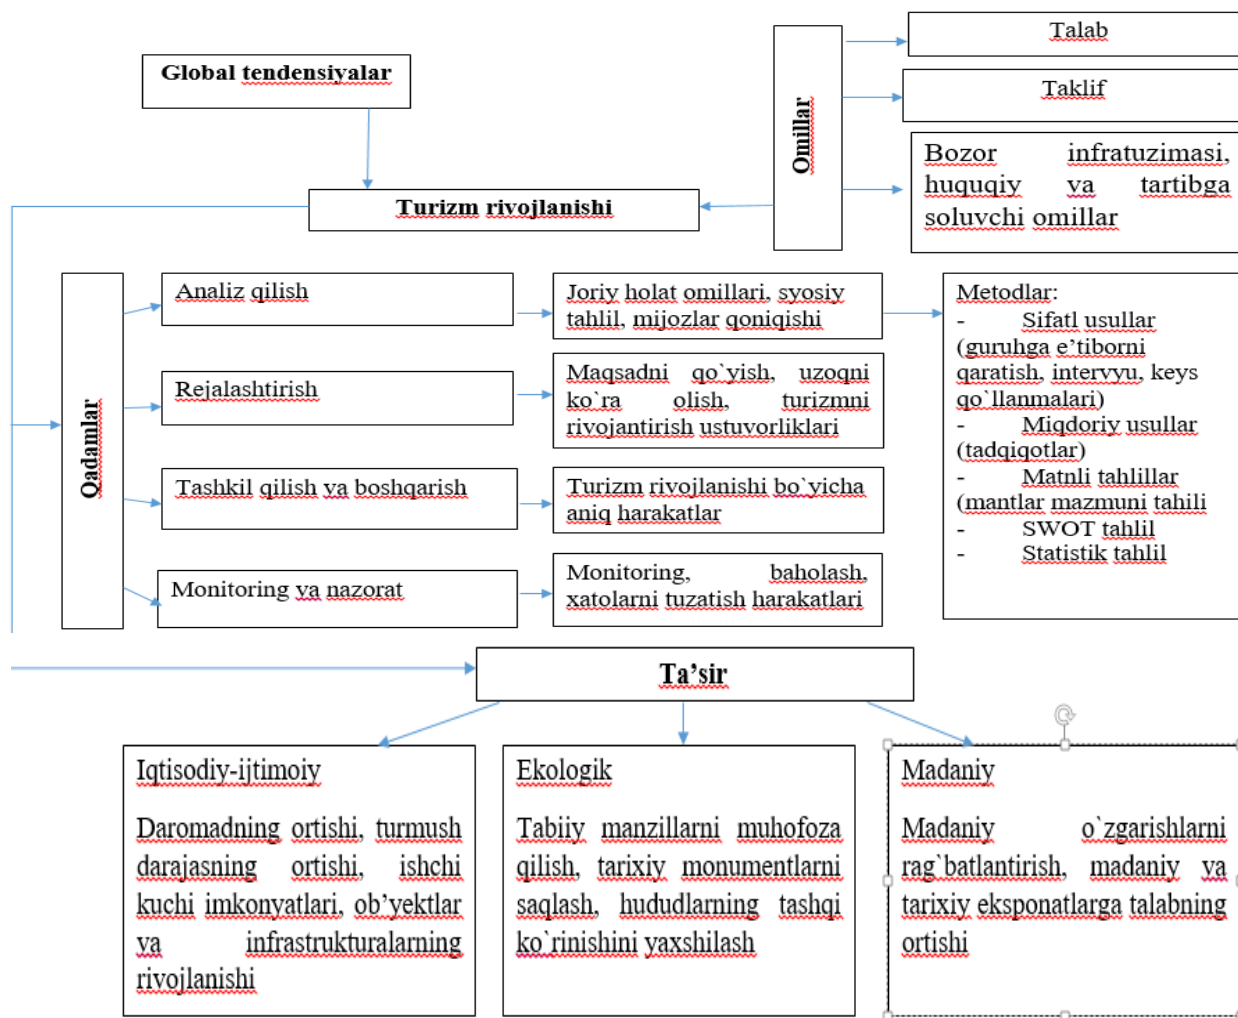 Global tendensiyalar
Turizm rivojlanishi
Omillar
Talab
Taklif
Bozor infratuzimasi,
huquqiy va tartibga
soluvchi omillar
Qadamlar
Analiz qilish
Joriy holat omillari, syosiy
tahlil, mijozlar qoniqishi
Rejalashtirish
Maqsadni qo`yish, uzoqni
ko`ra olish, turizmni
rivojantirish ustuvorliklari
Tashkil qilish va boshqarish
Turizm rivojlanishi bo`yicha
aniq harakatlar
Monitoring va nazorat
Monitoring, baholash,
xatolarni tuzatish harakatlari
Metodlar:
- Sifatl usullar
(guruhga e’tiborni
qaratish, intervyu, keys
qo`llanmalari)
- Miqdoriy usullar
(tadqiqotlar)
- Matnli tahlillar
(mantlar mazmuni tahili
- SWOT tahlil
- Statistik tahlil
Ta’sir
Iqtisodiy-ijtimoiy
Daromadning ortishi, turmush
darajasning ortishi, ishchi
kuchi imkonyatlari, ob’yektlar
va infrastrukturalarning
rivojlanishi
Ekologik
Tabiiy manzillarni muhofoza
qilish, tarixiy monumentlarni
saqlash, hududlarning tashqi
ko`rinishini yaxshilash
Madaniy
Madaniy o`zgarishlarni
rag`batlantirish, madaniy va
tarixiy eksponatlarga talabning
ortishi